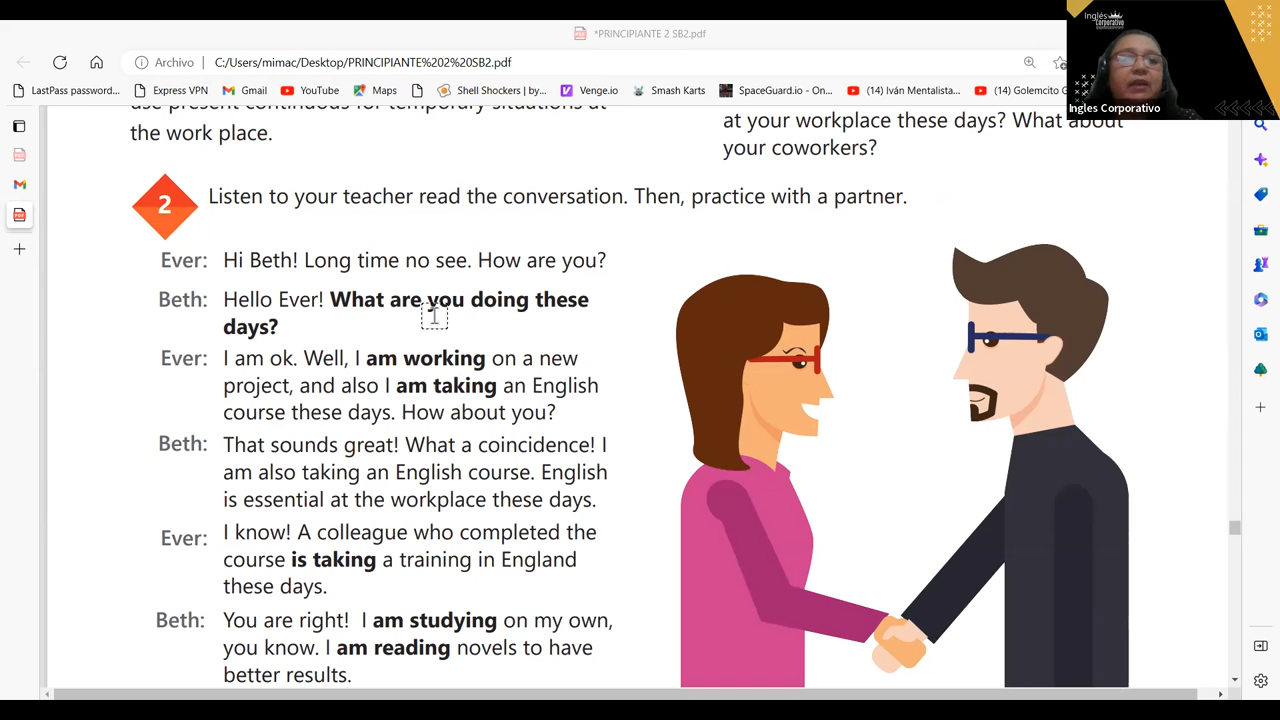 *PRINCIPIANTE 2 SB2.pdf
Archivo
C:/Users/mimac/Desktop/PRINCIPIANTE%202%20SB2.pdf
LastPass password...
Express VPN
Gmail
YouTube
Maps
Shell Shockers | by...
Venge.io
Smash Karts
SpaceGuard.io - On...
(14) Iván Mentalista...
(14) Golemcito G
Inglés
Corporativo
Ingles Corporativo
use present continuous for temporary situations at
the work place.
at your workplace these days? What about
your coworkers?
2
Listen to your teacher read the conversation. Then, practice with a partner.
Ever: Hi Beth! Long time no see. How are you?
Beth: Hello Ever! What are you doing these
days?
Ever: I am ok. Well, I am working on a new
project, and also I am taking an English
course these days. How about you?
Beth: That sounds great! What a coincidence! I
am also taking an English course. English
is essential at the workplace these days.
Ever: I know! A colleague who completed the
course is taking a training in England
these days.
Beth: You are right! I am studying on my own,
you know. I am reading novels to have
better results.